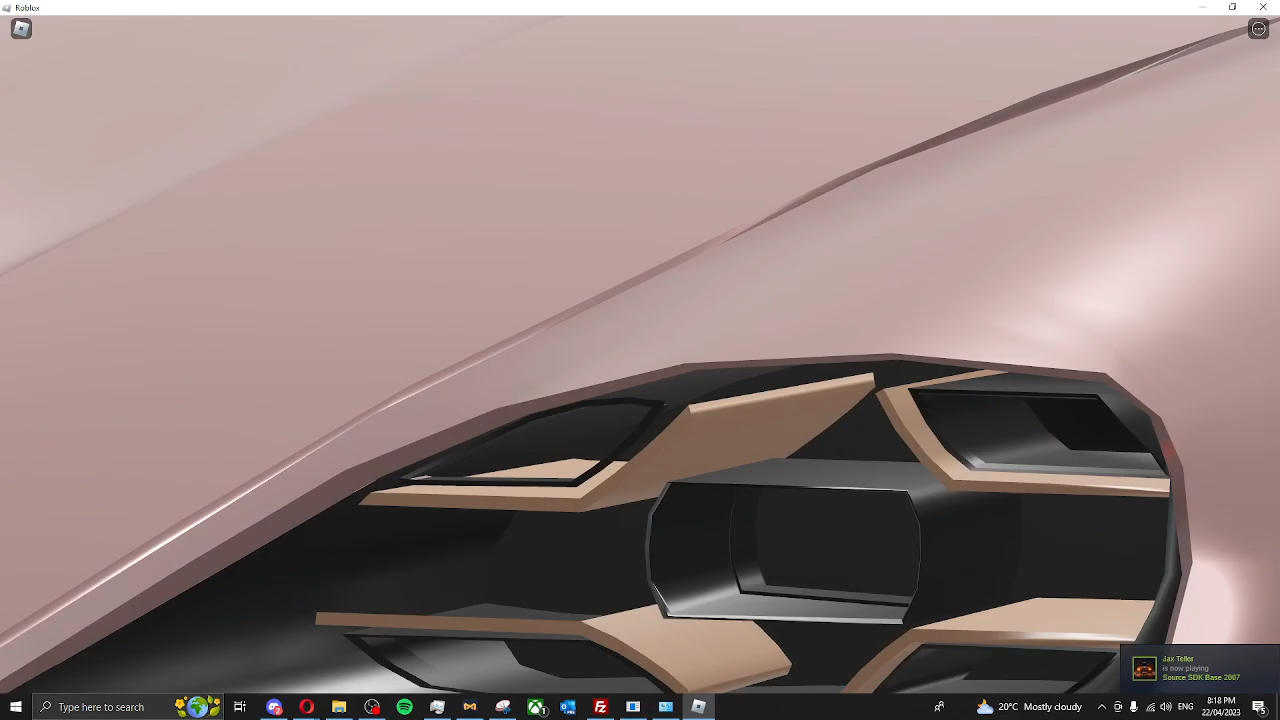 Roblox
Jax Teller
is now playing
Source SDK Base 2007
Type here to search
20°C Mostly cloudy
ENG
8:18 PM
22/04/2023